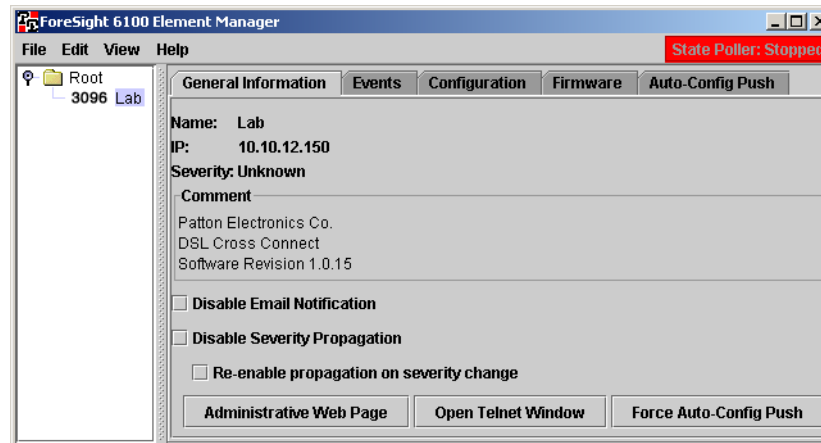 ForeSight 6100 Element Manager
File Edit View Help State Poller: Stopped
Root
3096 Lab
General Information Events Configuration Firmware Auto-Config Push
Name: Lab
IP: 10.10.12.150
Severity: Unknown
Comment
Patton Electronics Co.
DSL Cross Connect
Software Revision 1.0.15
Disable Email Notification
Disable Severity Propagation
Re-enable propagation on severity change
Administrative Web Page Open Telnet Window Force Auto-Config Push